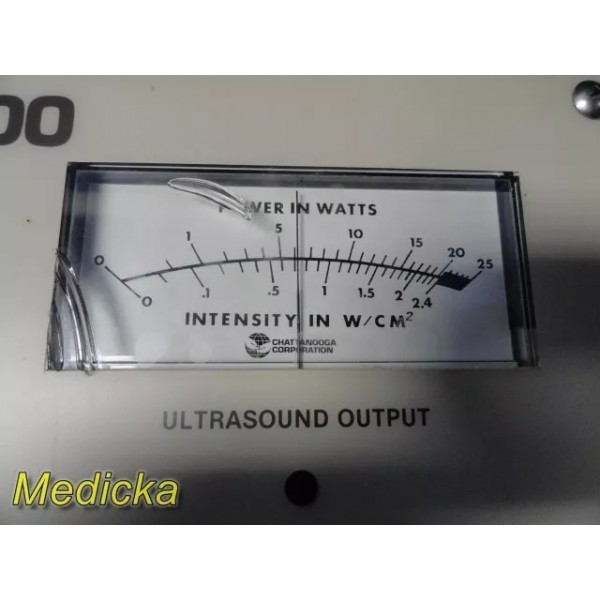 00
POWER IN WATTS
0 1 5 10 15 20 25
0 .1 .5 1 1.5 2 2.4
INTENSITY IN W/CM²
CHATTANOOGA
CORPORATION
ULTRASOUND OUTPUT
Medicka